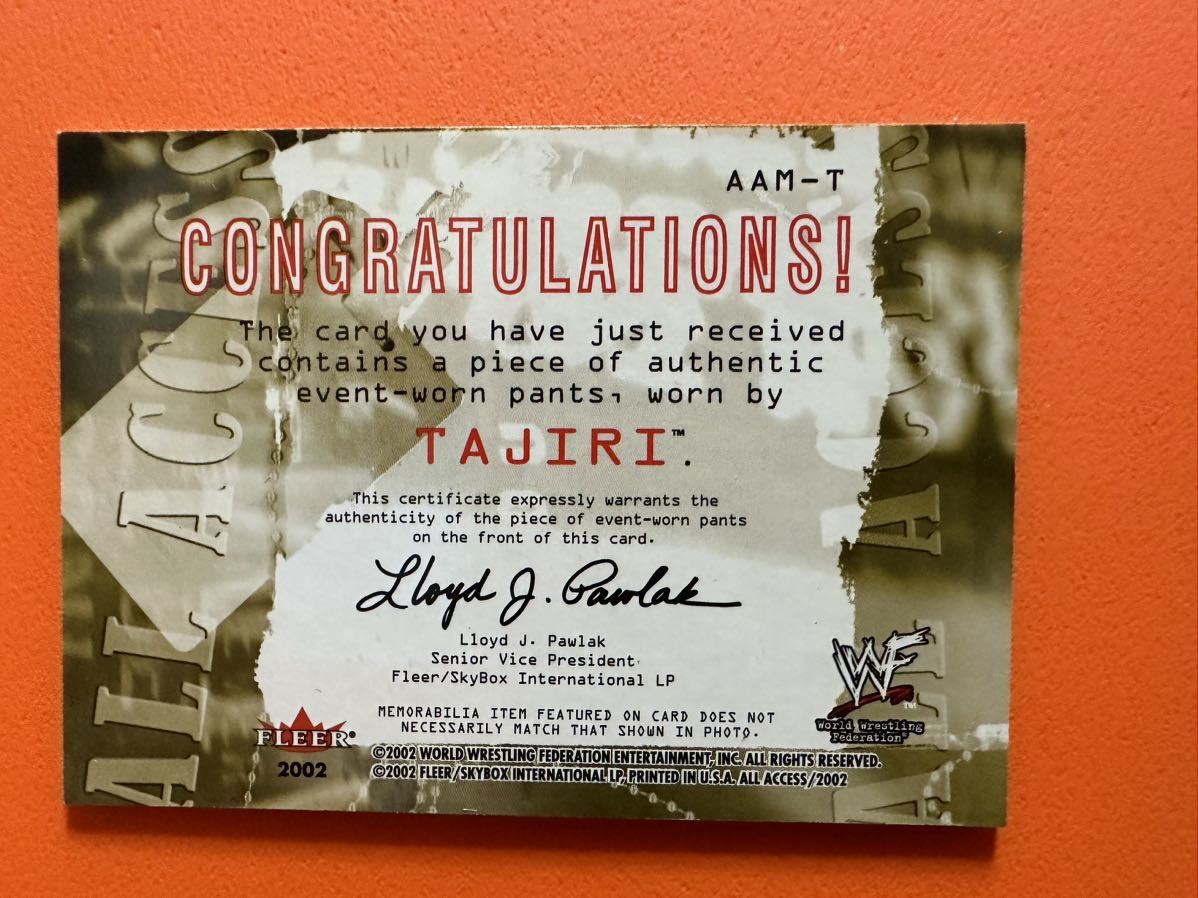 AAM-T
CONGRATULATIONS!
The card you have just received
contains a piece of authentic
event-worn pants, worn by
TAJIRI™.
This certificate expressly warrants the
authenticity of the piece of event-worn pants
on the front of this card.
Lloyd J. Pawlak
Lloyd J. Pawlak
Senior Vice President
Fleer/SkyBox International LP
MEMORABILIA ITEM FEATURED ON CARD DOES NOT
NECESSARILY MATCH THAT SHOWN IN PHOTO.
FLEER®
2002
WF™
World Wrestling
Federation®
©2002 WORLD WRESTLING FEDERATION ENTERTAINMENT, INC. ALL RIGHTS RESERVED.
©2002 FLEER/SKYBOX INTERNATIONAL LP, PRINTED IN U.S.A. ALL ACCESS/2002
ALL ACCESS
ALL ACCESS